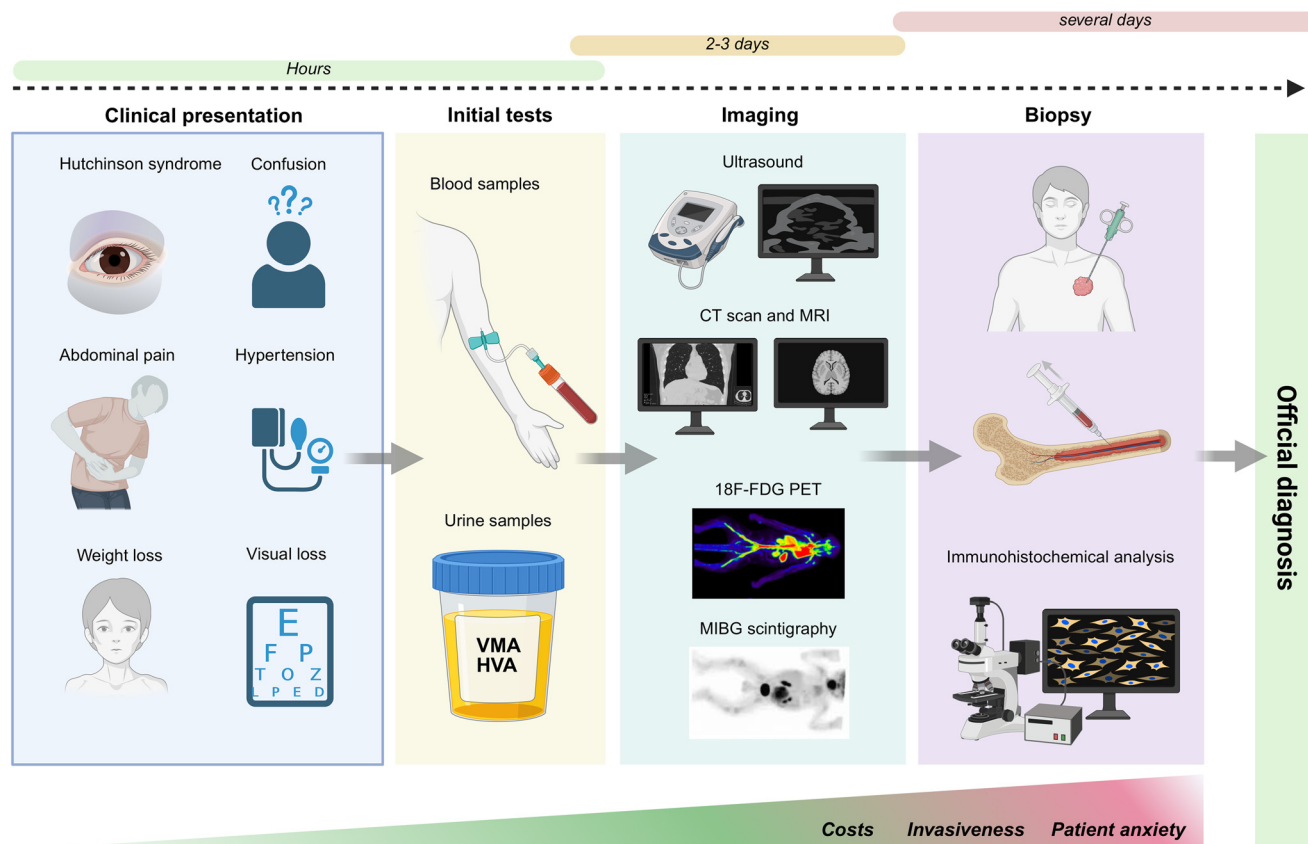 several days
2-3 days
Hours
Clinical presentation
Initial tests
Imaging
Biopsy
Hutchinson syndrome
Confusion
???
Abdominal pain
Hypertension
Weight loss
Visual loss
E
F P
T O Z
L P E D
Blood samples
Urine samples
VMA
HVA
Ultrasound
CT scan and MRI
18F-FDG PET
MIBG scintigraphy
Immunohistochemical analysis
Official diagnosis
Costs
Invasiveness
Patient anxiety